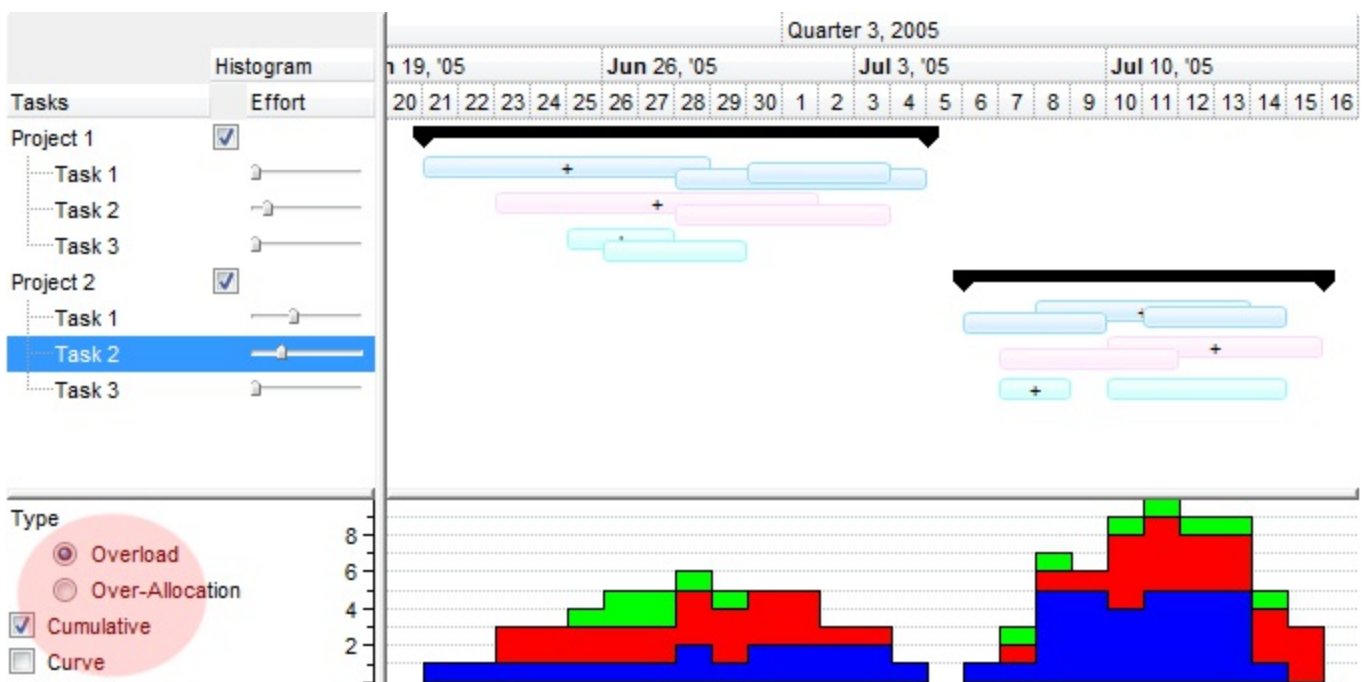 Quarter 3, 2005
Histogram n 19, '05 Jun 26, '05 Jul 3, '05 Jul 10, '05
Tasks Effort 20 21 22 23 24 25 26 27 28 29 30 1 2 3 4 5 6 7 8 9 10 11 12 13 14 15 16
Project 1
Task 1
Task 2
Task 3
Project 2
Task 1
Task 2
Task 3
Type
8
Overload
6
Over-Allocation
4
Cumulative
2
Curve